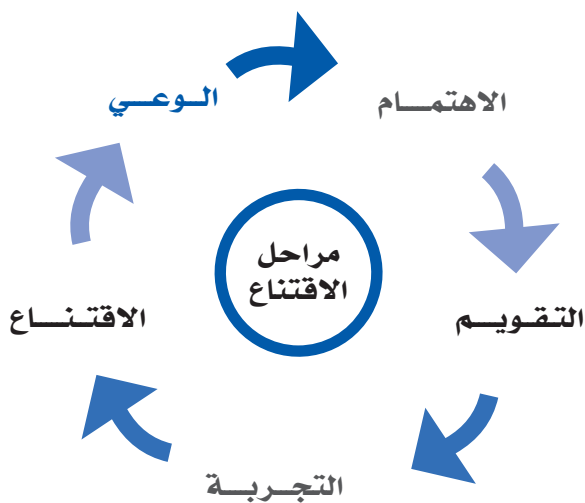 الوعي
الاهتمام
مراحل
الاقتناع
التقويم
الاقتناع
التجربة